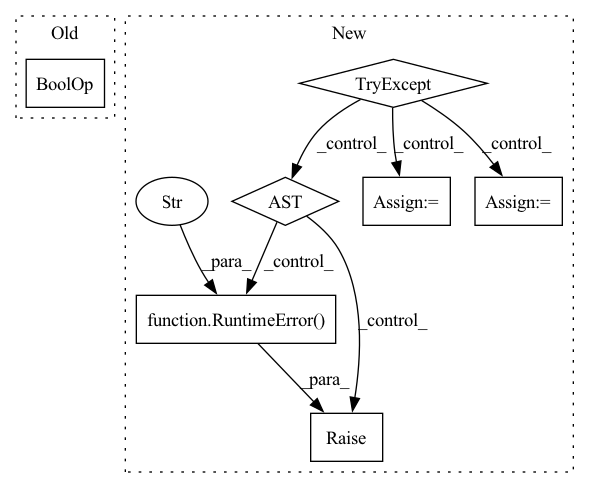 Old
New
BoolOp
TryExcept
_control_
_control_
_control_
Str
AST
Assign:=
Assign:=
_para_
_control_
_control_
function.RuntimeError()
_para_
Raise